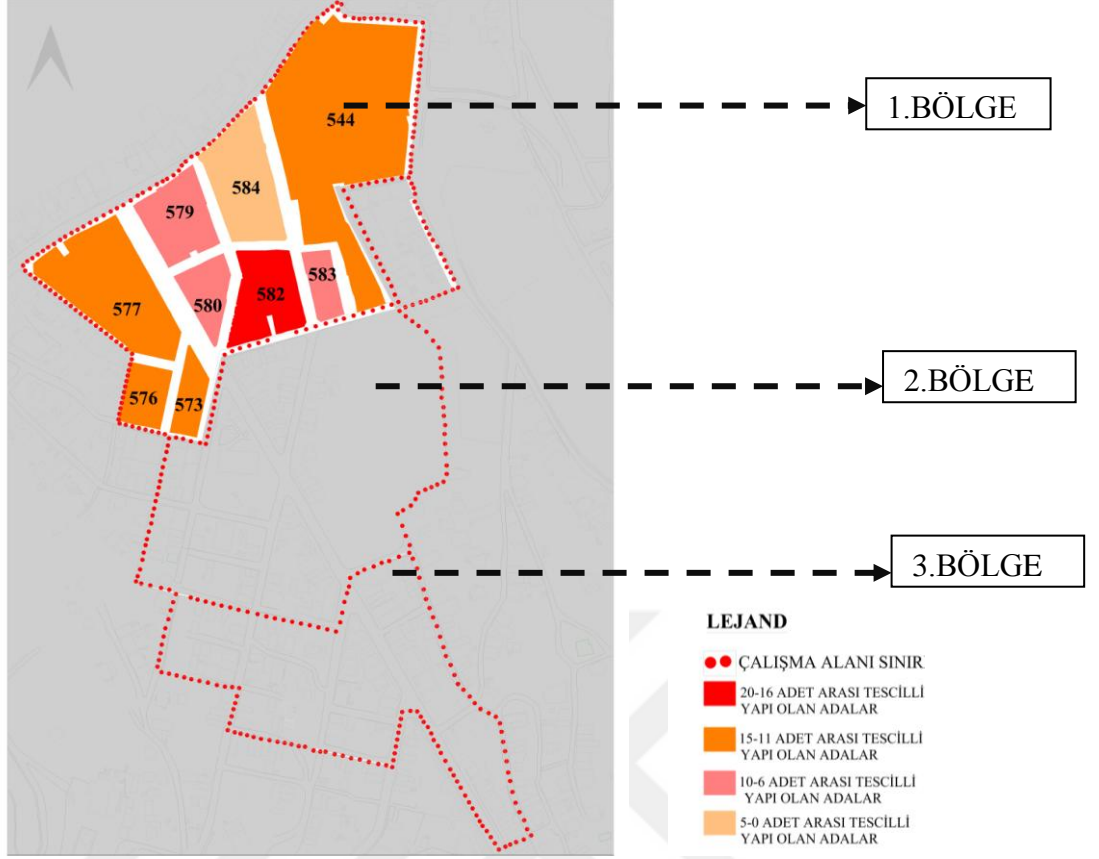 1.BÖLGE
544
584
579
583
582
580
577
2.BÖLGE
576
573
3.BÖLGE
LEJAND
ÇALIŞMA ALANI SINIR
20-16 ADET ARASI TESCİLLİ
YAPI OLAN ADALAR
15-11 ADET ARASI TESCİLLİ
YAPI OLAN ADALAR
10-6 ADET ARASI TESCİLLİ
YAPI OLAN ADALAR
5-0 ADET ARASI TESCİLLİ
YAPI OLAN ADALAR